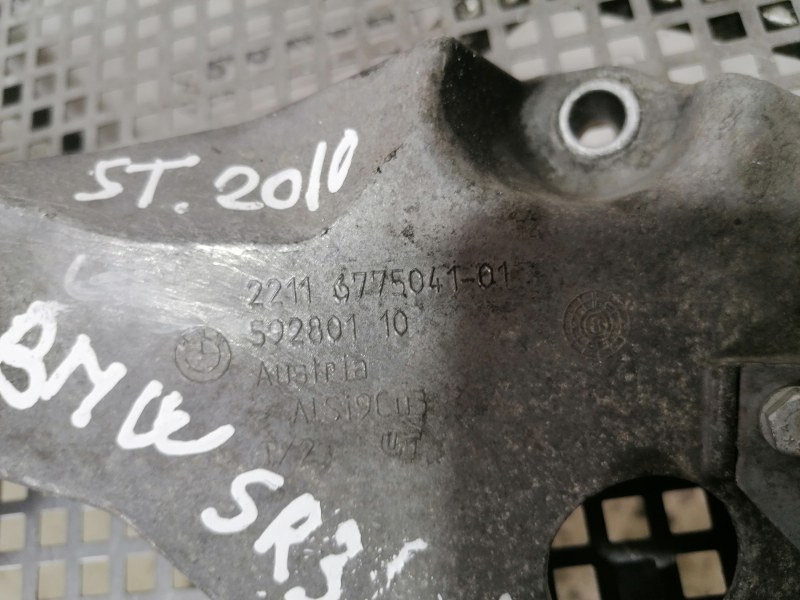 ST. 2010
2211 6775041-01
592801 10
Austria
AlSi9Cu3
BMW SR3